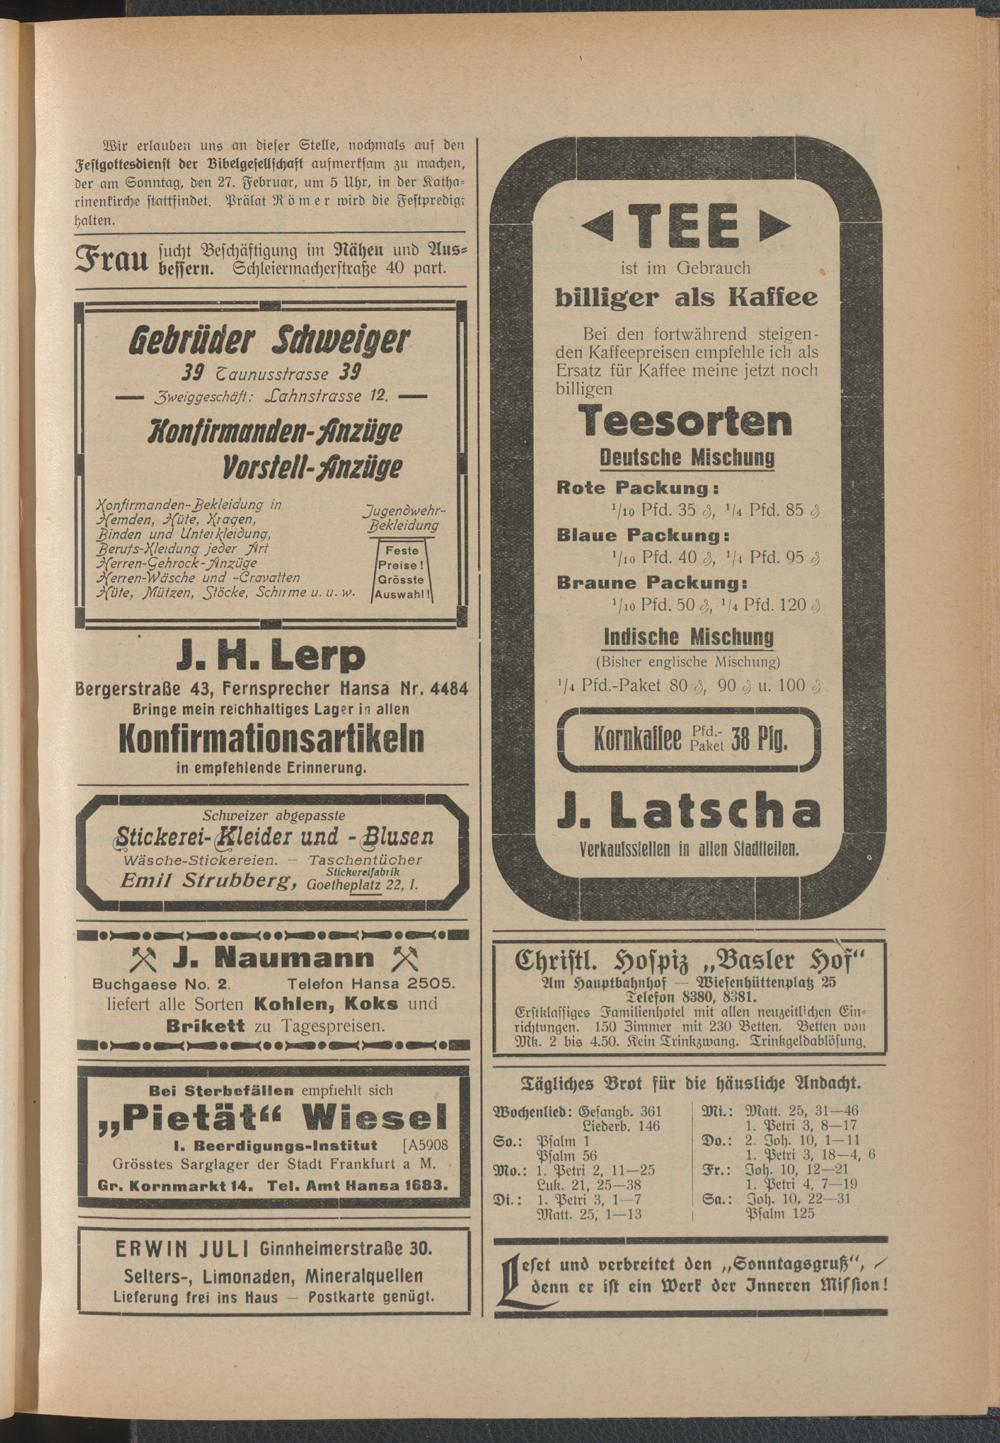 Wir erlauben uns an dieser Stelle, nochmals auf den
Festgottesdienst der Bibelgesellschaft aufmerksam zu machen,
der am Sonntag, den 27. Februar, um 5 Uhr, in der Katha-
rinenkirche stattfindet. Prälat Römer wird die Festpredigt
halten.
Frau sucht Beschäftigung im Nähen und Aus-
bessern. Schleiermacherstraße 40 part.
Gebrüder Schweiger
39 Taunusstrasse 39
Zweiggeschäft: Lahnstrasse 12.
Konfirmanden-Anzüge
Vorstell-Anzüge
Konfirmanden-Bekleidung in
Hemden, Hüte, Kragen,
Binden und Unterkleidung,
Berufs-Kleidung jeder Art
Herren-Gehrock-Anzüge
Herren-Wäsche und -Cravatten
Hüte, Mützen, Stöcke, Schirme u. u. w.
Jugendwehr-
Bekleidung
Feste
Preise!
Grösste
Auswahl!
J. H. Lerp
Bergerstraße 43, Fernsprecher Hansa Nr. 4484
Bringe mein reichhaltiges Lager in allen
Konfirmationsartikeln
in empfehlende Erinnerung.
Schweizer abgepasste
Stickerei-Kleider und -Blusen
Wäsche-Stickereien. — Taschentücher
Stickereifabrik
Emil Strubberg, Goetheplatz 22, I.
J. Naumann
Buchgaese No. 2. Telefon Hansa 2505.
liefert alle Sorten Kohlen, Koks und
Brikett zu Tagespreisen.
Bei Sterbefällen empfiehlt sich
„Pietät“ Wiesel
I. Beerdigungs-Institut [A5908
Grösstes Sarglager der Stadt Frankfurt a M.
Gr. Kornmarkt 14. Tel. Amt Hansa 1683.
ERWIN JULI Ginnheimerstraße 30.
Selters-, Limonaden, Mineralquellen
Lieferung frei ins Haus — Postkarte genügt.
TEE
ist im Gebrauch
billiger als Kaffee
Bei den fortwährend steigen-
den Kaffeepreisen empfehle ich als
Ersatz für Kaffee meine jetzt noch
billigen
Teesorten
Deutsche Mischung
Rote Packung:
1/10 Pfd. 35 ₰, 1/4 Pfd. 85 ₰
Blaue Packung:
1/10 Pfd. 40 ₰, 1/4 Pfd. 95 ₰
Braune Packung:
1/10 Pfd. 50 ₰, 1/4 Pfd. 120 ₰
Indische Mischung
(Bisher englische Mischung)
1/4 Pfd.-Paket 80 ₰, 90 ₰ u. 100 ₰
Kornkaffee Pfd.-Paket 38 Pfg.
J. Latscha
Verkaufsstellen in allen Stadtteilen.
Christl. Hospiz „Basler Hof“
Am Hauptbahnhof — Wiesenhüttenplatz 25
Telefon 8380, 8381.
Erstklassiges Familienhotel mit allen neuzeitlichen Ein-
richtungen. 150 Zimmer mit 230 Betten. Betten von
Mk. 2 bis 4.50. Kein Trinkzwang. Trinkgeldablösung.
Tägliches Brot für die häusliche Andacht.
Wochenlied: Gesangb. 361
Liederb. 146
So.: Psalm 1
Psalm 56
Mo.: 1. Petri 2, 11—25
Luk. 21, 25—38
Di.: 1. Petri 3, 1—7
Matt. 25, 1—13
Mi.: Matt. 25, 31—46
1. Petri 3, 8—17
Do.: 2. Joh. 10, 1—11
1. Petri 3, 18—4, 6
Fr.: Joh. 10, 12—21
1. Petri 4, 7—19
Sa.: Joh. 10, 22—31
Psalm 125
Leset und verbreitet den „Sonntagsgruß“,
denn er ist ein Werk der Inneren Mission!